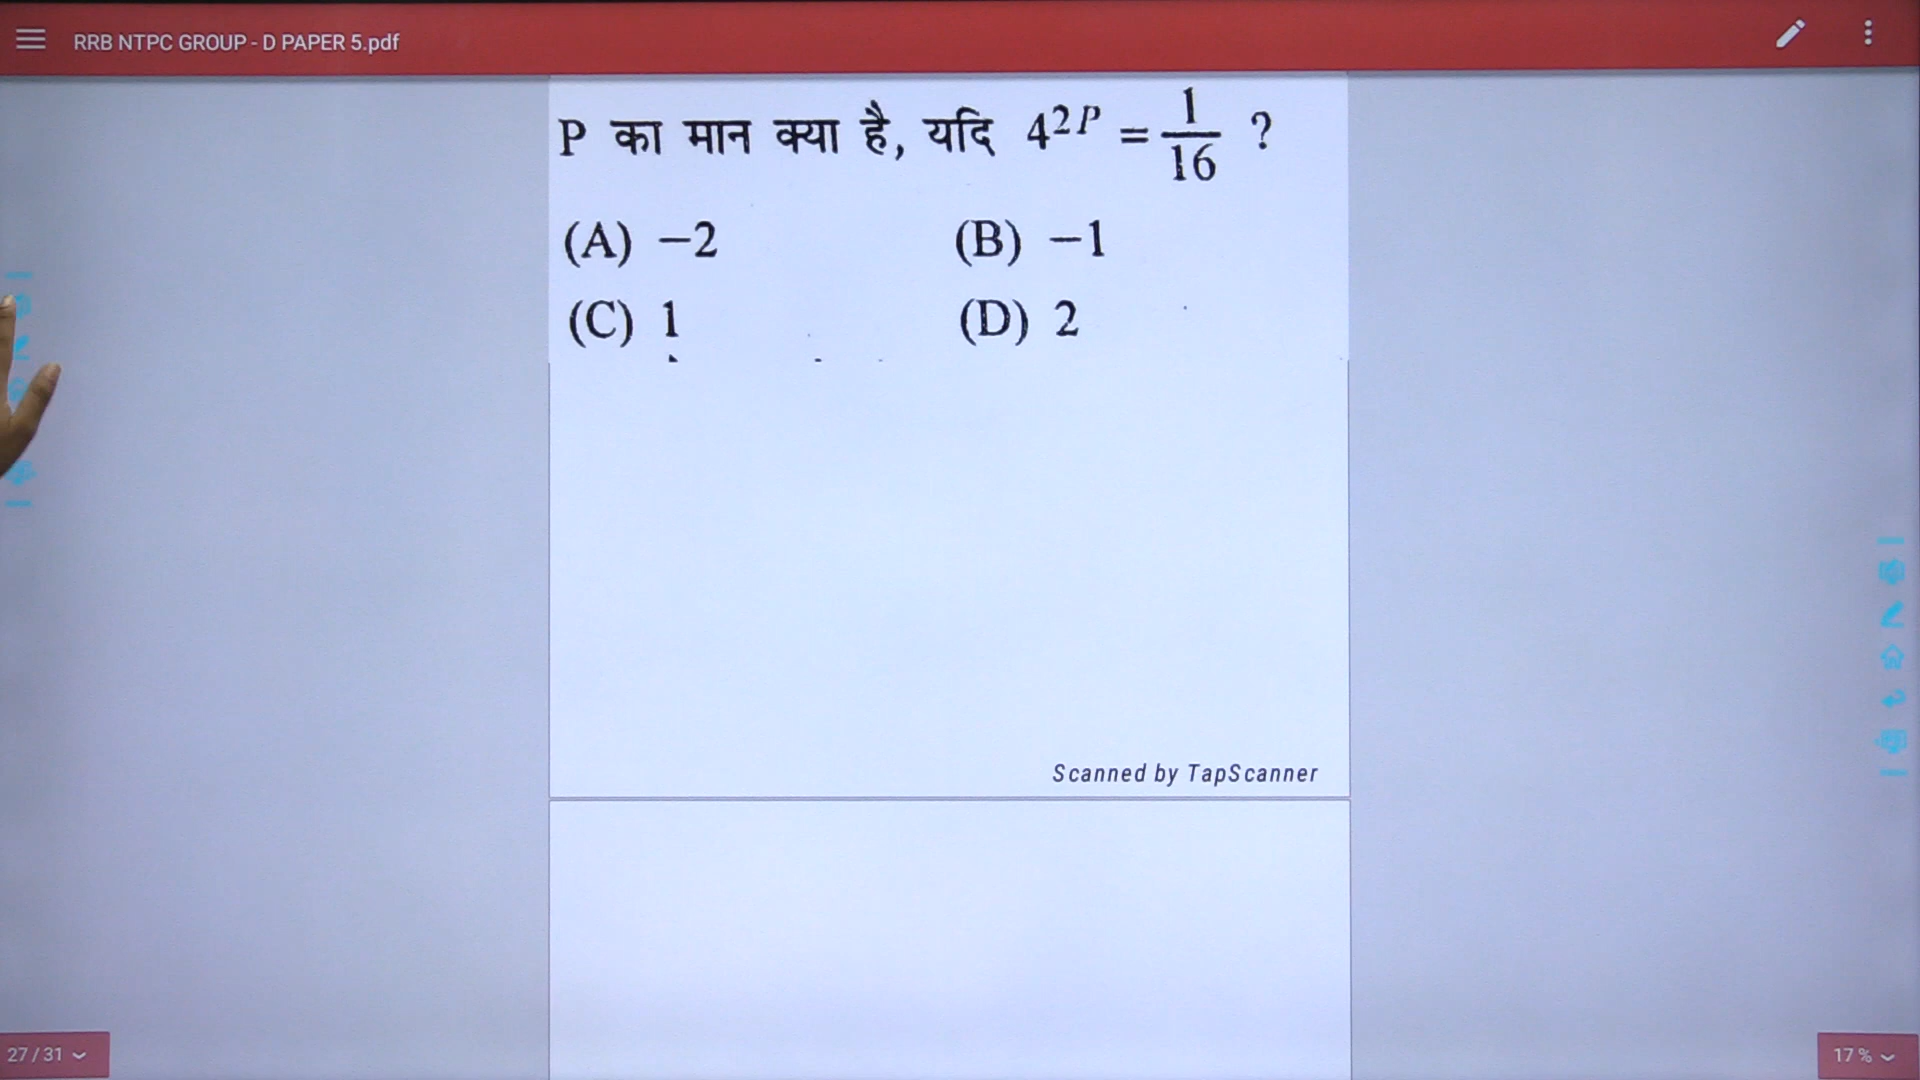 RRB NTPC GROUP - D PAPER 5.pdf
P का मान क्या है, यदि 4^{2P} = \frac{1}{16} ?
(A) −2 (B) −1
(C) 1 (D) 2
Scanned by TapScanner
27 / 31
17 %